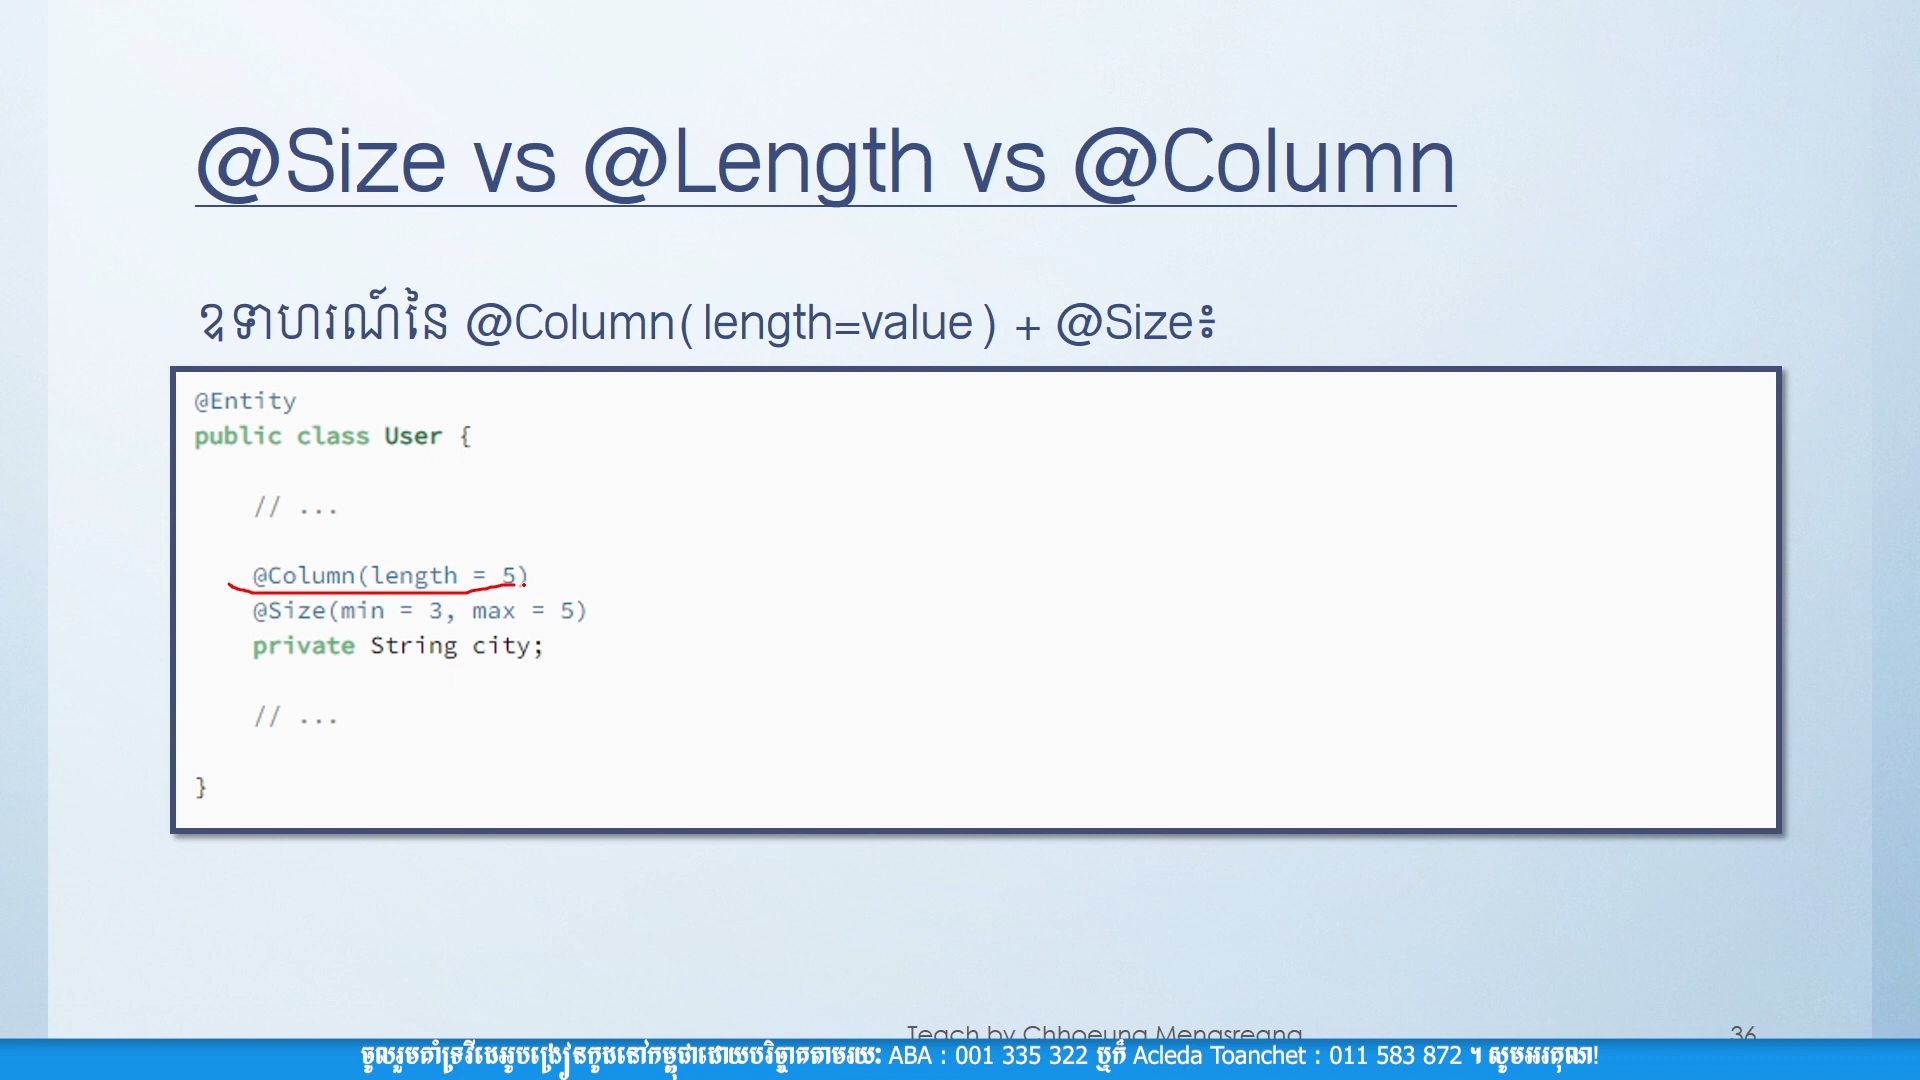 @Size vs @Length vs @Column
ឧទាហរណ៍នៃ @Column(length=value) + @Size៖
@Entity
public class User {
// ...
@Column(length = 5)
@Size(min = 3, max = 5)
private String city;
// ...
}
Teach by Chhoeung Mengsreang
36
ចូលរួមគាំទ្រវីដេអូបង្រៀនកូដនៅកម្ពុជាដោយបរិច្ចាគតាមរយៈ ABA : 001 335 322 ឬក៏ Acleda Toanchet : 011 583 872 ។ សូមអរគុណ!